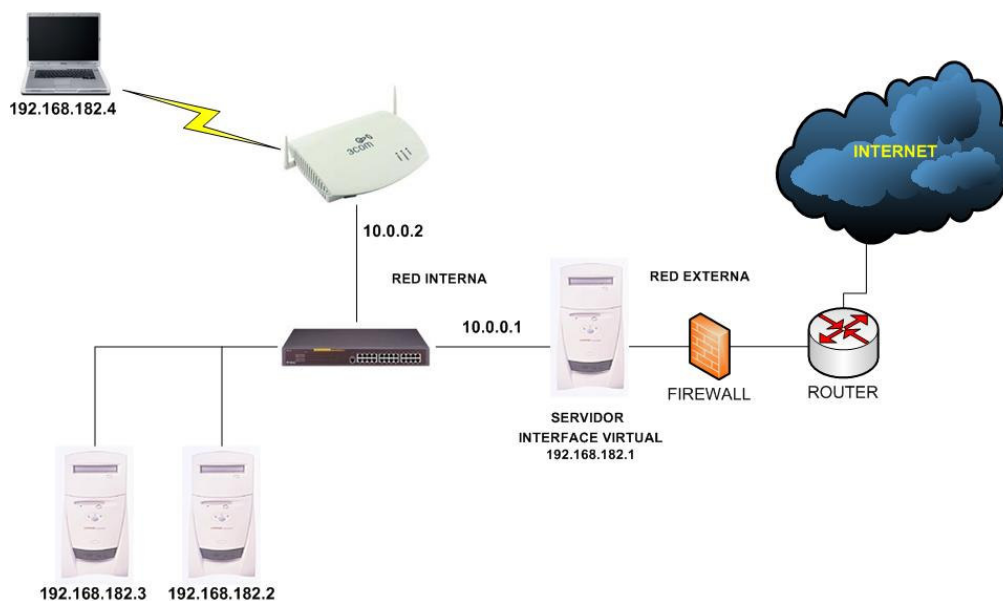 192.168.182.4
3com
INTERNET
10.0.0.2
RED INTERNA
RED EXTERNA
10.0.0.1
FIREWALL
ROUTER
SERVIDOR
INTERFACE VIRTUAL
192.168.182.1
192.168.182.3
192.168.182.2